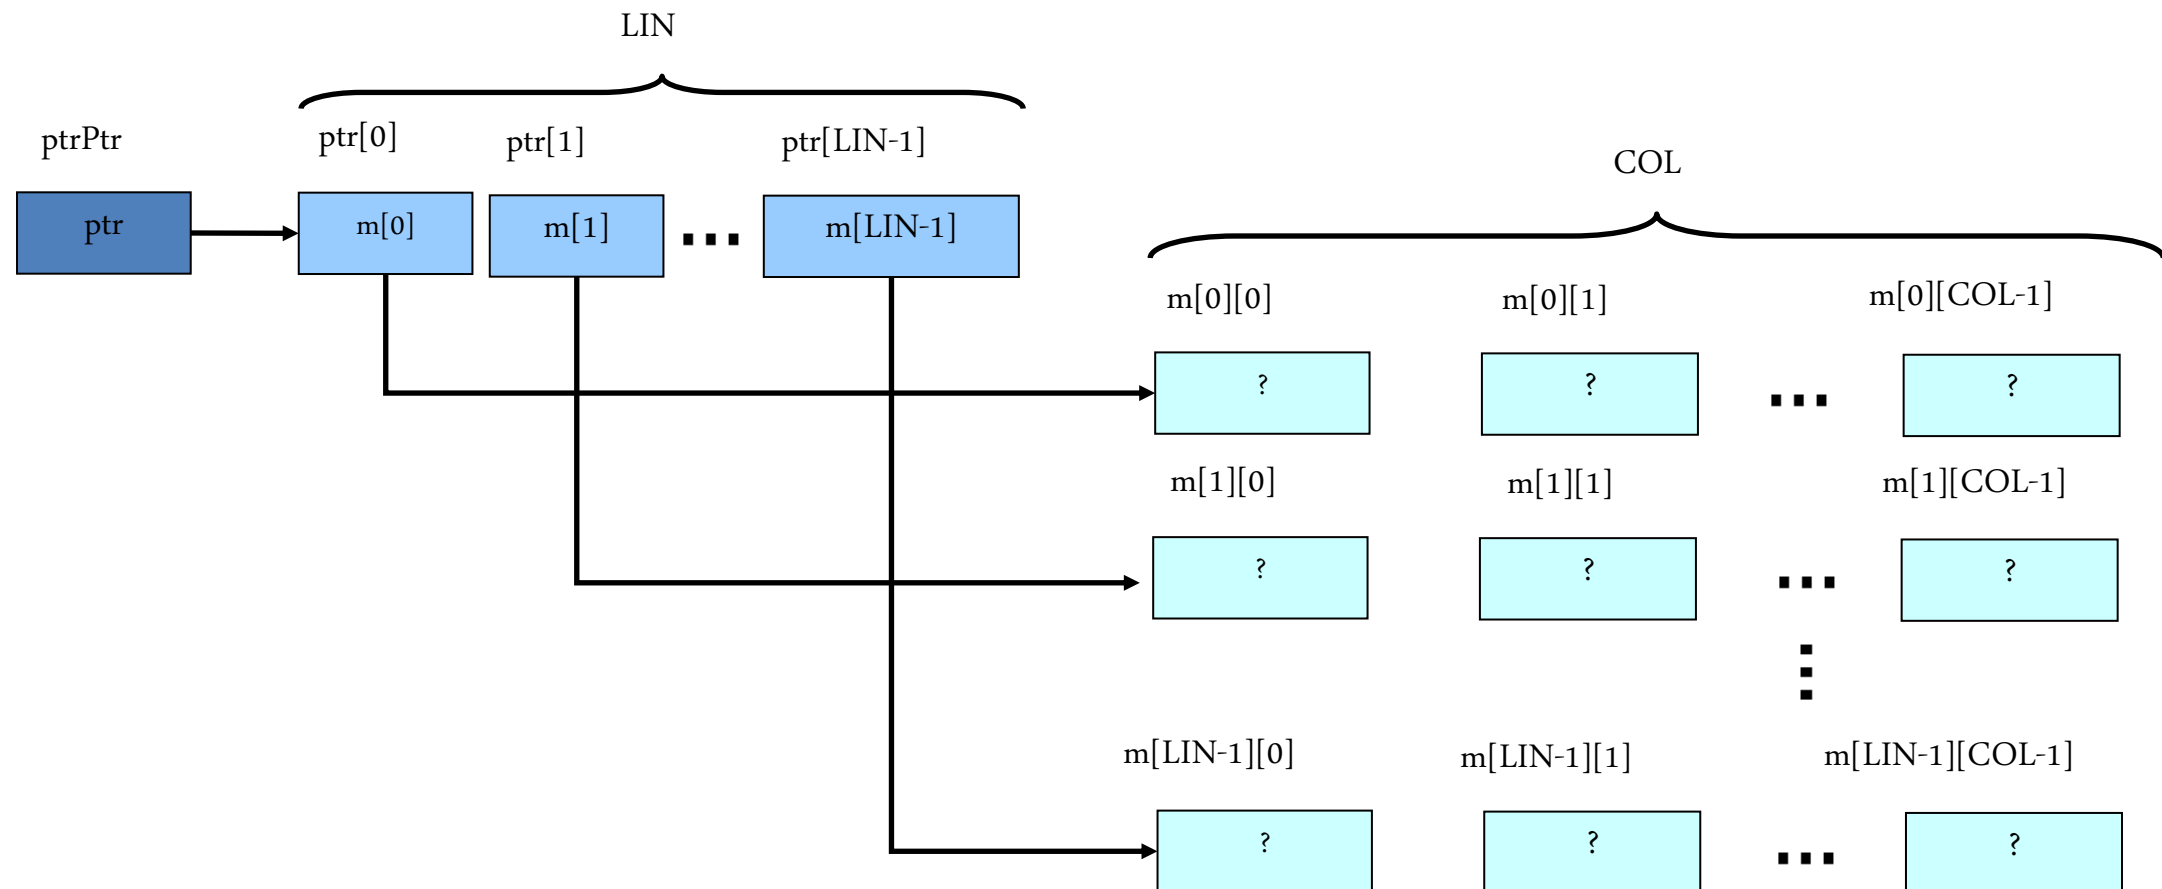 LIN
ptrPtr ptr[0] ptr[1] ptr[LIN-1]
COL
ptr m[0] m[1] m[LIN-1]
m[0][0] m[0][1] m[0][COL-1]
? ? ?
m[1][0] m[1][1] m[1][COL-1]
? ? ?
m[LIN-1][0] m[LIN-1][1] m[LIN-1][COL-1]
? ? ?